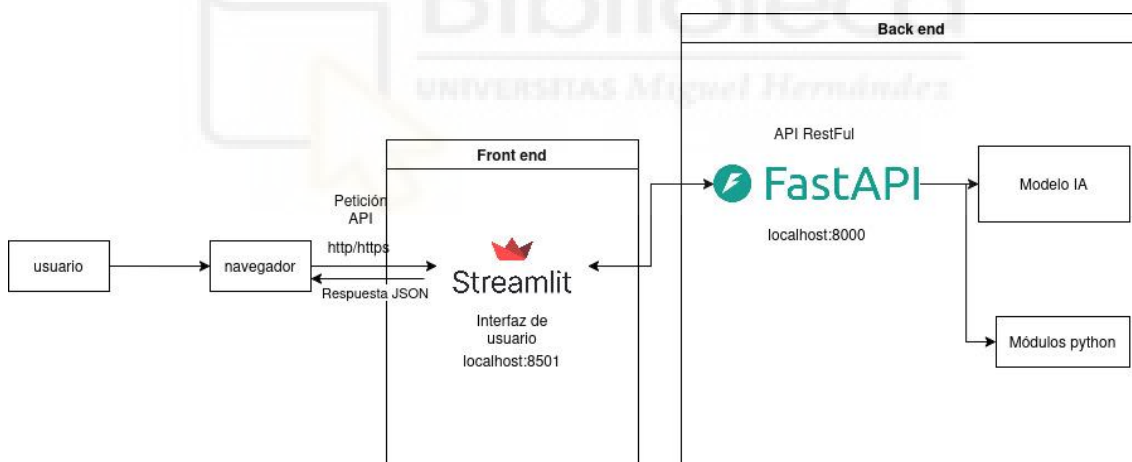 Biblioteca
UNIVERSITAS Miguel Hernández
Back end
API RestFul
FastAPI
localhost:8000
Modelo IA
Módulos python
Front end
Petición
API
http/https
Respuesta JSON
usuario
navegador
Streamlit
Interfaz de
usuario
localhost:8501